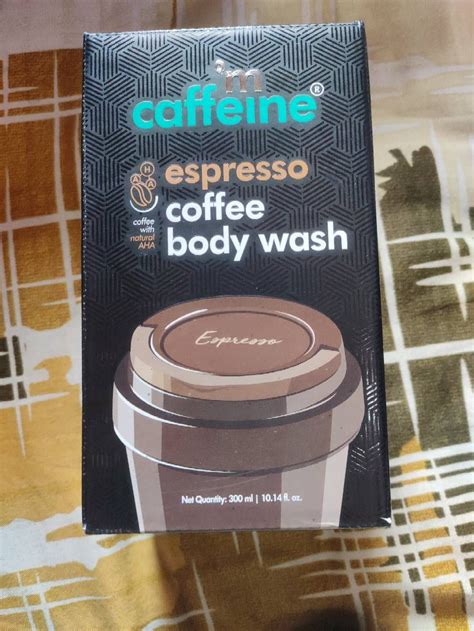 'm
caffeine®
A H A
espresso
coffee
body wash
coffee
with
natural
AHA
Espresso
Net Quantity: 300 ml | 10.14 fl. oz.